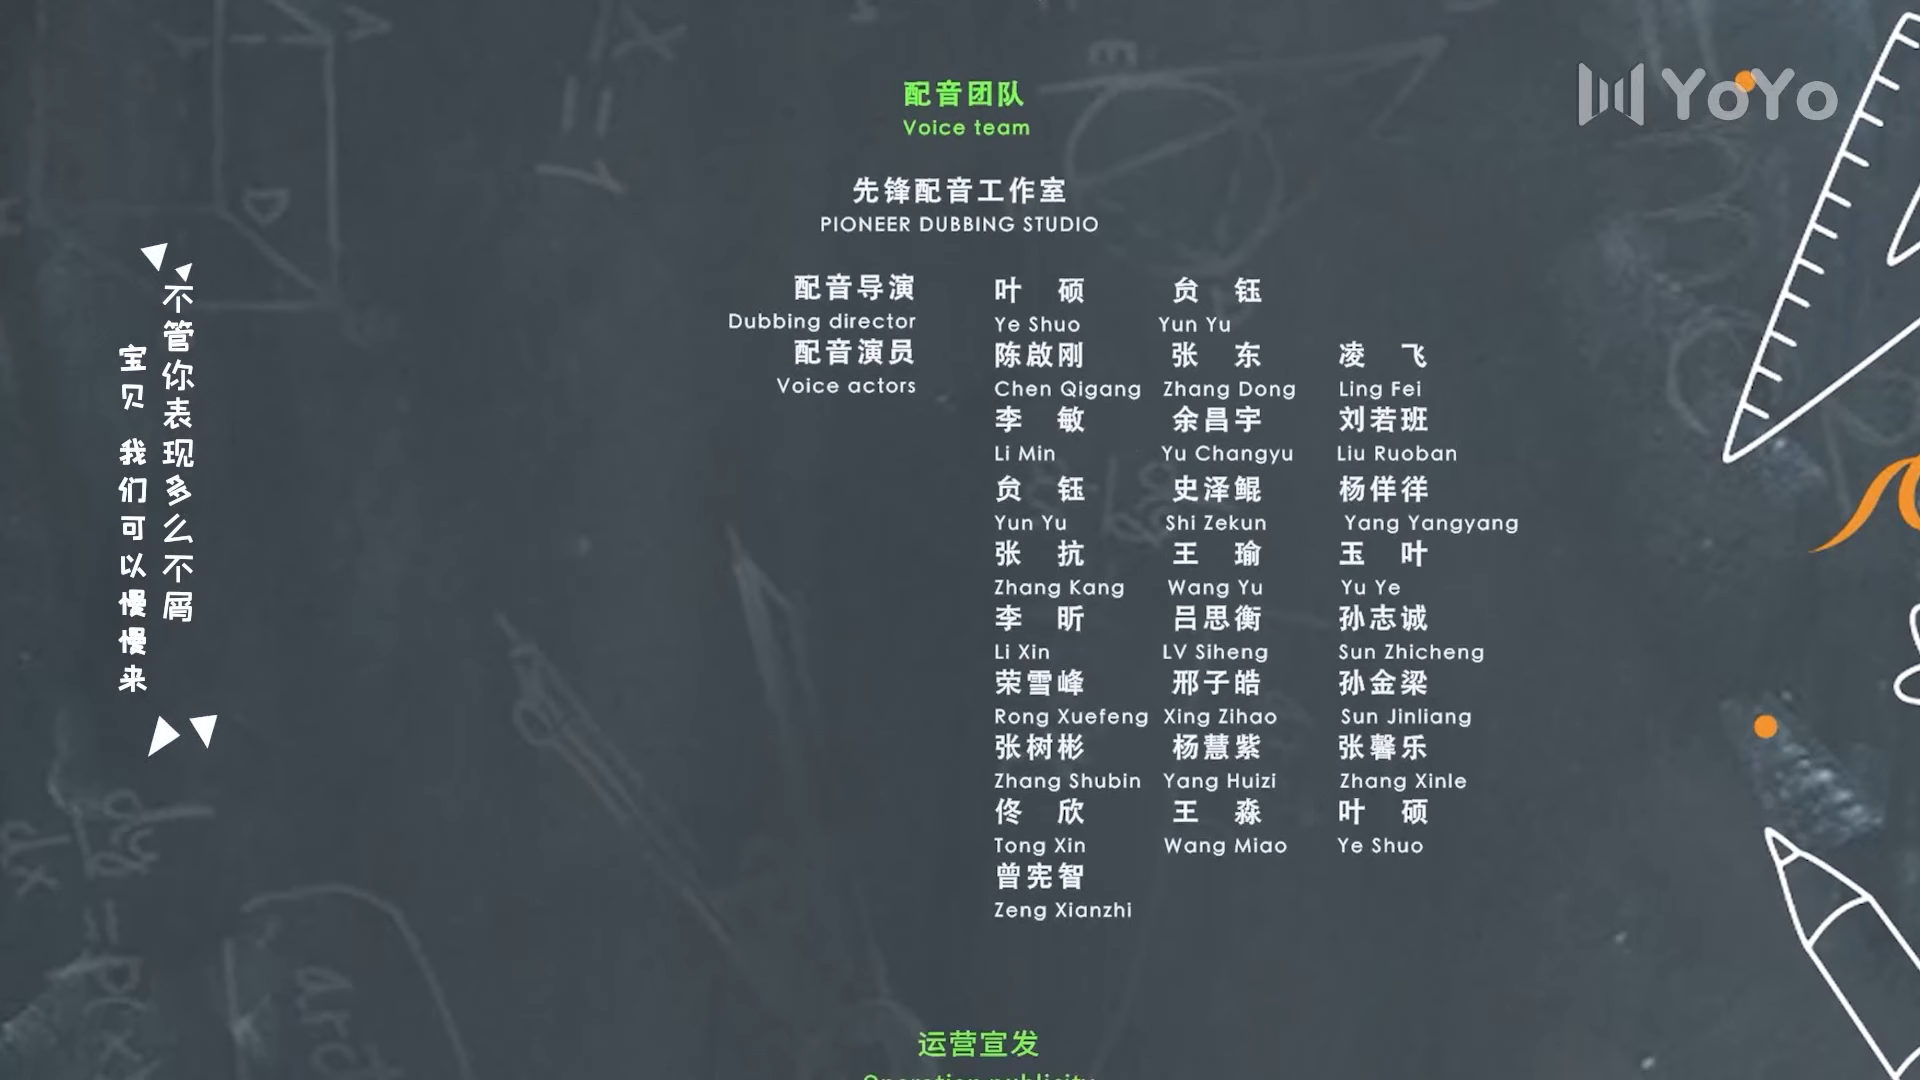 YoYo
配音团队
Voice team
先锋配音工作室
PIONEER DUBBING STUDIO
配音导演 叶硕 贠钰
Dubbing director Ye Shuo Yun Yu
配音演员 陈啟刚 张东 凌飞
Voice actors Chen Qigang Zhang Dong Ling Fei
李敏 余昌宇 刘若班
Li Min Yu Changyu Liu Ruoban
贠钰 史泽鲲 杨佯徉
Yun Yu Shi Zekun Yang Yangyang
张抗 王瑜 玉叶
Zhang Kang Wang Yu Yu Ye
李昕 吕思衡 孙志诚
Li Xin LV Siheng Sun Zhicheng
荣雪峰 邢子皓 孙金梁
Rong Xuefeng Xing Zihao Sun Jinliang
张树彬 杨慧紫 张馨乐
Zhang Shubin Yang Huizi Zhang Xinle
佟欣 王淼 叶硕
Tong Xin Wang Miao Ye Shuo
曾宪智
Zeng Xianzhi
不管你表现多么不屑
宝贝 我们可以慢慢来
运营宣发
Operation publicity